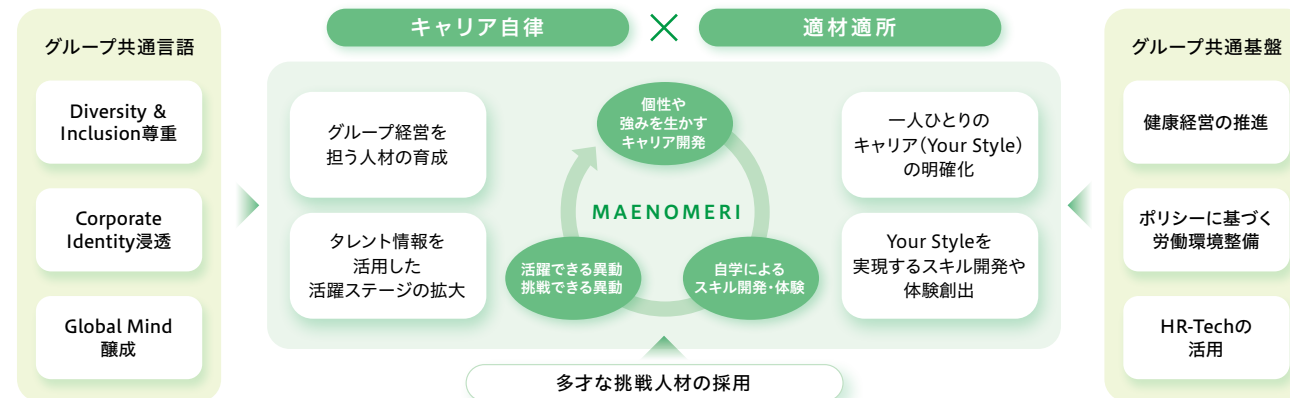 グループ共通言語
Diversity &
Inclusion尊重
Corporate
Identity浸透
Global Mind
醸成
キャリア自律
×
適材適所
グループ経営を
担う人材の育成
タレント情報を
活用した
活躍ステージの拡大
個性や
強みを生かす
キャリア開発
MAENOMERI
活躍できる異動
挑戦できる異動
自学による
スキル開発・体験
一人ひとりの
キャリア（Your Style）
の明確化
Your Styleを
実現するスキル開発や
体験創出
多才な挑戦人材の採用
グループ共通基盤
健康経営の推進
ポリシーに基づく
労働環境整備
HR-Techの
活用